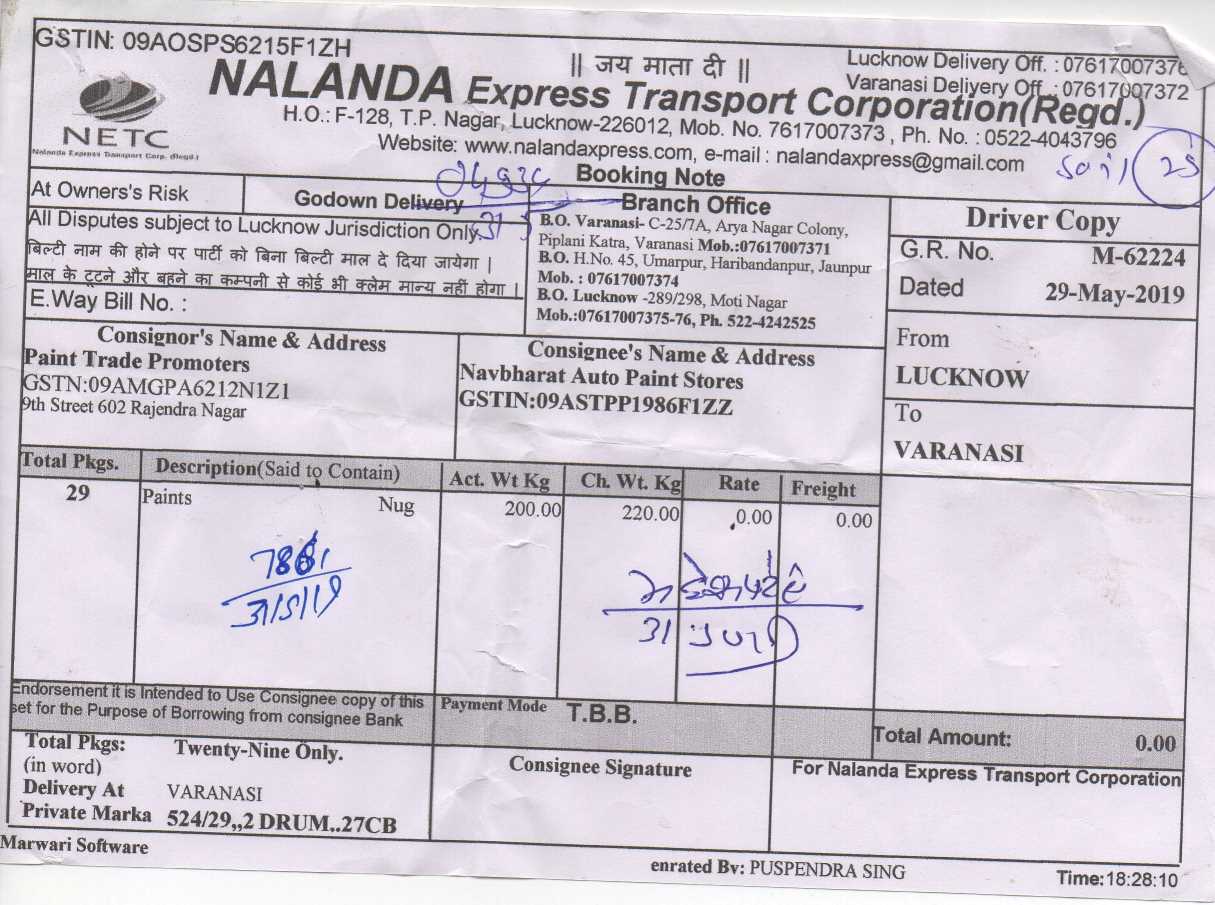 GSTIN: 09AOSPS6215F1ZH
|| जय माता दी ||
Lucknow Delivery Off. : 07617007376
Varanasi Delivery Off. : 07617007372
NALANDA Express Transport Corporation(Regd.)
NETC
Nalanda Express Transport Corp. (Regd.)
H.O.: F-128, T.P. Nagar, Lucknow-226012, Mob. No. 7617007373 , Ph. No. : 0522-4043796
Website: www.nalandaxpress.com, e-mail : nalandaxpress@gmail.com
Booking Note
At Owners's Risk
Godown Delivery
All Disputes subject to Lucknow Jurisdiction Only.
बिल्टी नाम की होने पर पार्टी को बिना बिल्टी माल दे दिया जायेगा |
माल के टूटने और बहने का कम्पनी से कोई भी क्लेम मान्य नहीं होगा |
E.Way Bill No. :
Branch Office
B.O. Varanasi- C-25/7A, Arya Nagar Colony,
Piplani Katra, Varanasi Mob.:07617007371
B.O. H.No. 45, Umarpur, Haribandanpur, Jaunpur
Mob. : 07617007374
B.O. Lucknow -289/298, Moti Nagar
Mob.:07617007375-76, Ph. 522-4242525
Driver Copy
G.R. No. M-62224
Dated 29-May-2019
From
LUCKNOW
To
VARANASI
Consignor's Name & Address
Paint Trade Promoters
GSTN:09AMGPA6212N1Z1
9th Street 602 Rajendra Nagar
Consignee's Name & Address
Navbharat Auto Paint Stores
GSTIN:09ASTPP1986F1ZZ
Total Pkgs. Description(Said to Contain) Act. Wt Kg Ch. Wt. Kg Rate Freight
29 Paints Nug 200.00 220.00 0.00 0.00
31/5/19
Endorsement it is Intended to Use Consignee copy of this
set for the Purpose of Borrowing from consignee Bank
Payment Mode T.B.B.
Total Amount: 0.00
Total Pkgs: Twenty-Nine Only.
(in word)
Delivery At VARANASI
Private Marka 524/29,,2 DRUM..27CB
Consignee Signature
For Nalanda Express Transport Corporation
Marwari Software
enrated By: PUSPENDRA SING
Time:18:28:10